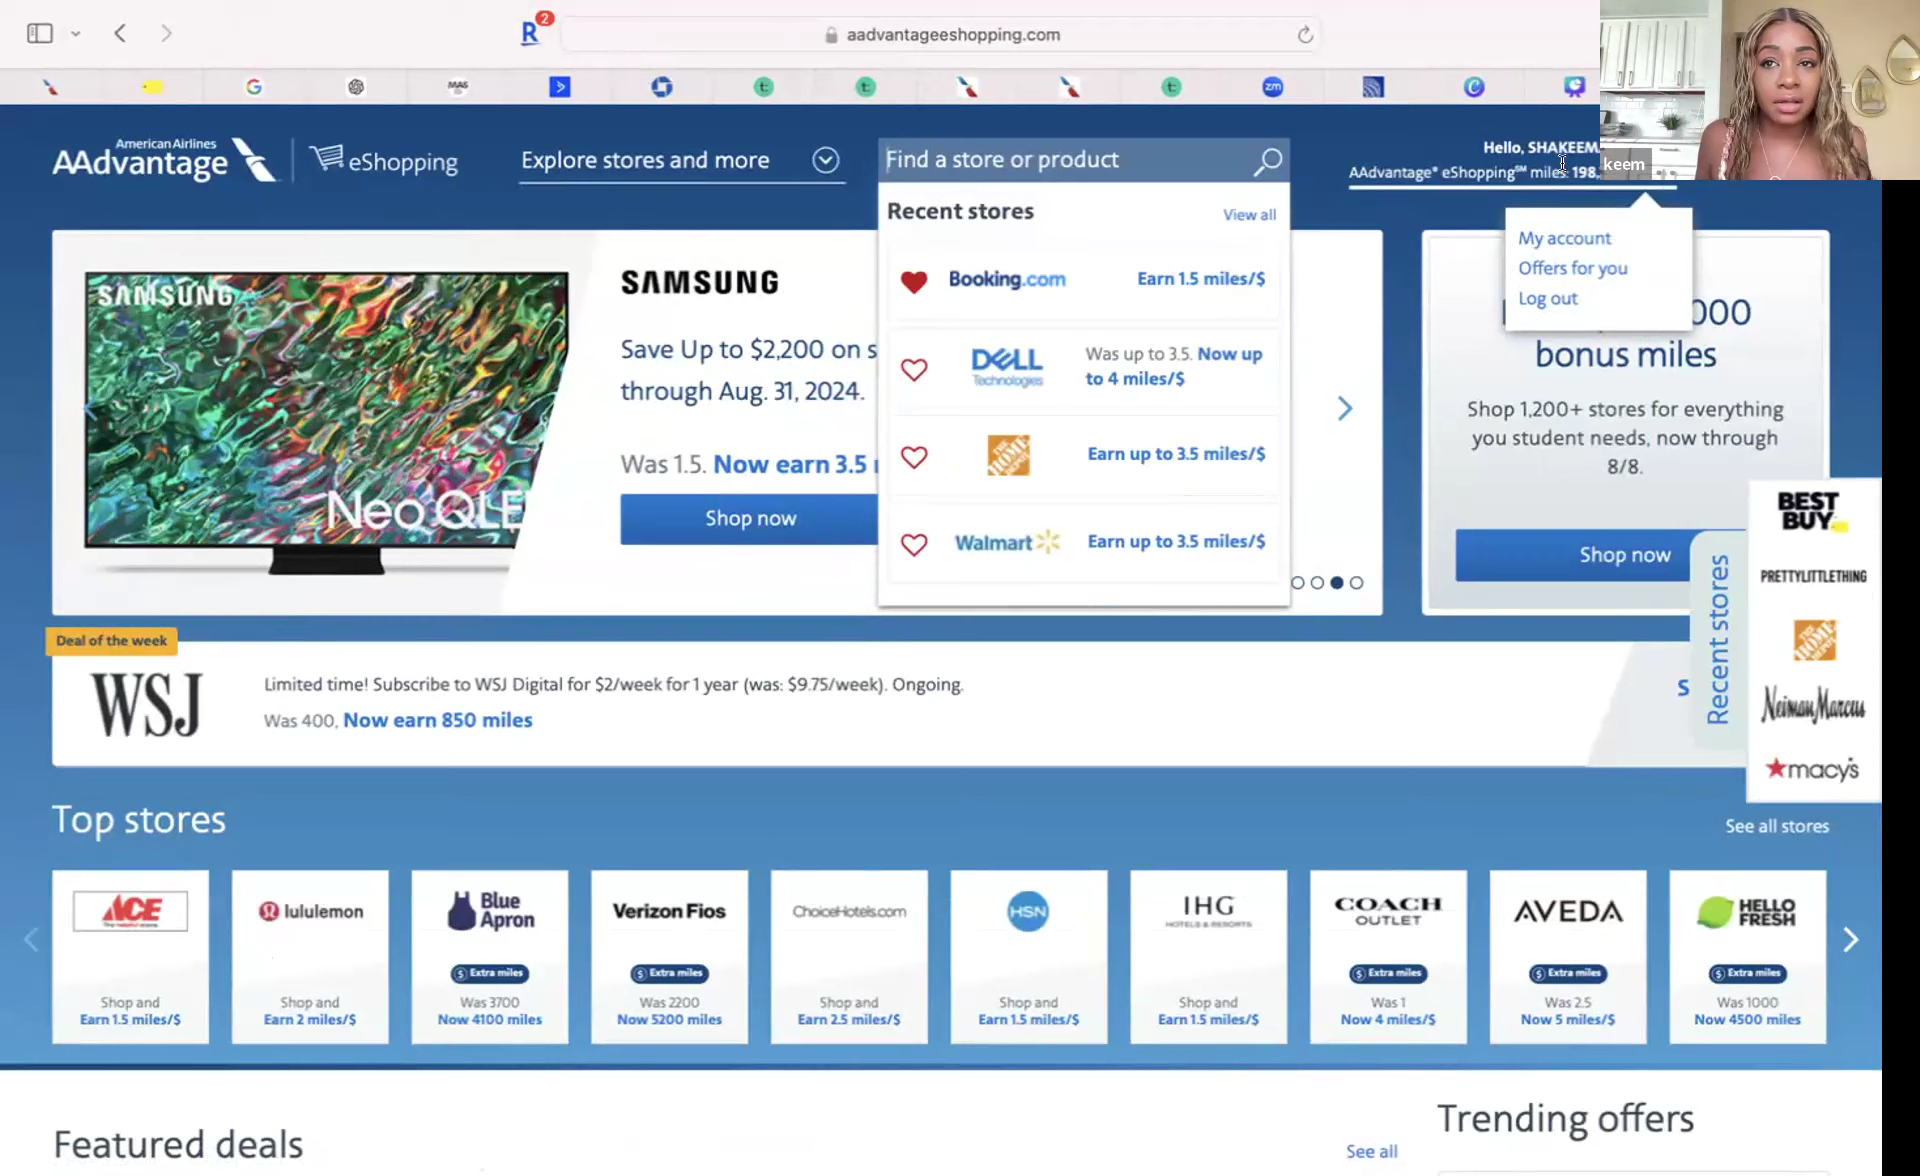 2
aadvantageeshopping.com
MAS
zm
American Airlines
AAdvantage
eShopping
Explore stores and more
Find a store or product
Hello, SHAKEEM
AAdvantage® eShopping℠ miles: 198,
keem
My account
Offers for you
Log out
Recent stores
View all
Booking.com
Earn 1.5 miles/$
DELL
Technologies
Was up to 3.5. Now up
to 4 miles/$
THE HOME DEPOT
Earn up to 3.5 miles/$
Walmart
Earn up to 3.5 miles/$
SAMSUNG
Neo QLE
SAMSUNG
Save Up to $2,200 on s
through Aug. 31, 2024.
Was 1.5. Now earn 3.5
Shop now
000
bonus miles
Shop 1,200+ stores for everything
you student needs, now through
8/8.
Shop now
Recent stores
BEST
BUY
PRETTYLITTLETHING
THE HOME DEPOT
Neiman Marcus
macy's
Deal of the week
WSJ
Limited time! Subscribe to WSJ Digital for $2/week for 1 year (was: $9.75/week). Ongoing.
Was 400, Now earn 850 miles
S
Top stores
See all stores
ACE
Shop and
Earn 1.5 miles/$
lululemon
Shop and
Earn 2 miles/$
Blue
Apron
Extra miles
Was 3700
Now 4100 miles
Verizon Fios
Extra miles
Was 2200
Now 5200 miles
ChoiceHotels.com
Shop and
Earn 2.5 miles/$
HSN
Shop and
Earn 1.5 miles/$
IHG
HOTELS & RESORTS
Shop and
Earn 1.5 miles/$
COACH
OUTLET
Extra miles
Was 1
Now 4 miles/$
AVEDA
Extra miles
Was 2.5
Now 5 miles/$
HELLO
FRESH
Extra miles
Was 1000
Now 4500 miles
Featured deals
See all
Trending offers